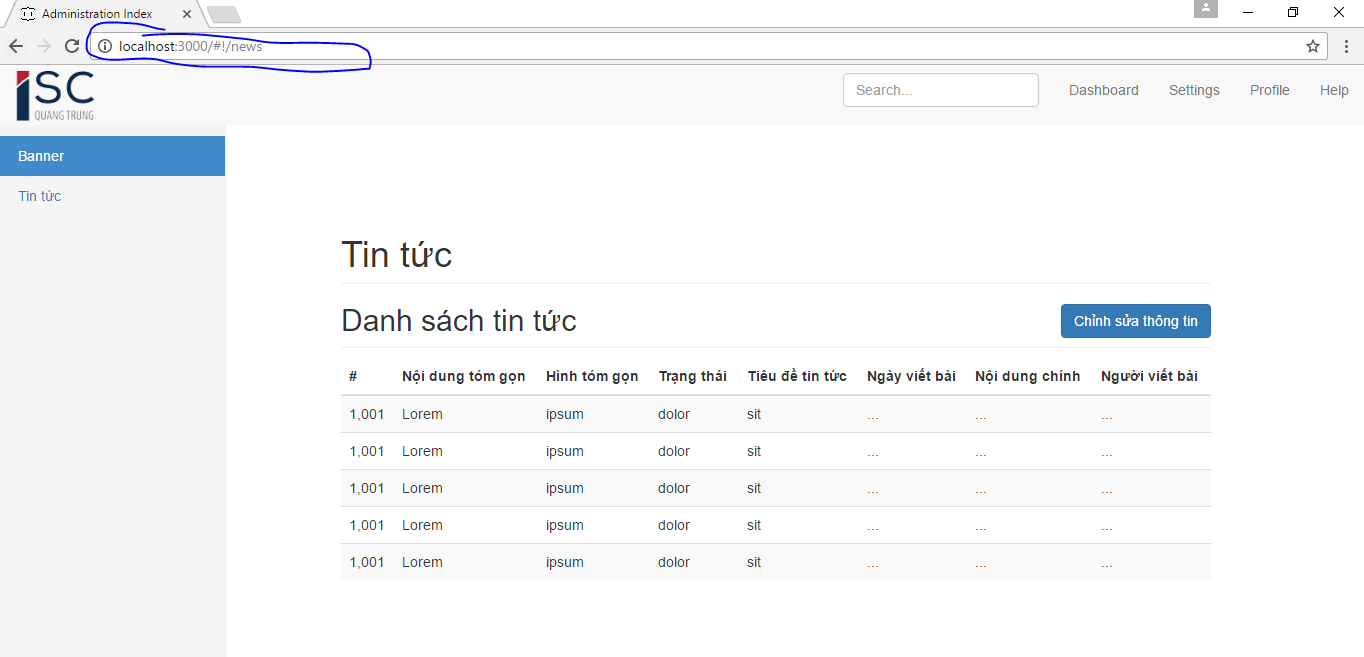 Administration Index
localhost:3000/#!/news
ISC
QUANG TRUNG
Search...
Dashboard Settings Profile Help
Banner
Tin tức
Tin tức
Danh sách tin tức
Chỉnh sửa thông tin
# Nội dung tóm gọn Hình tóm gọn Trạng thái Tiêu đề tin tức Ngày viết bài Nội dung chính Người viết bài
1,001 Lorem ipsum dolor sit ... ... ...
1,001 Lorem ipsum dolor sit ... ... ...
1,001 Lorem ipsum dolor sit ... ... ...
1,001 Lorem ipsum dolor sit ... ... ...
1,001 Lorem ipsum dolor sit ... ... ...